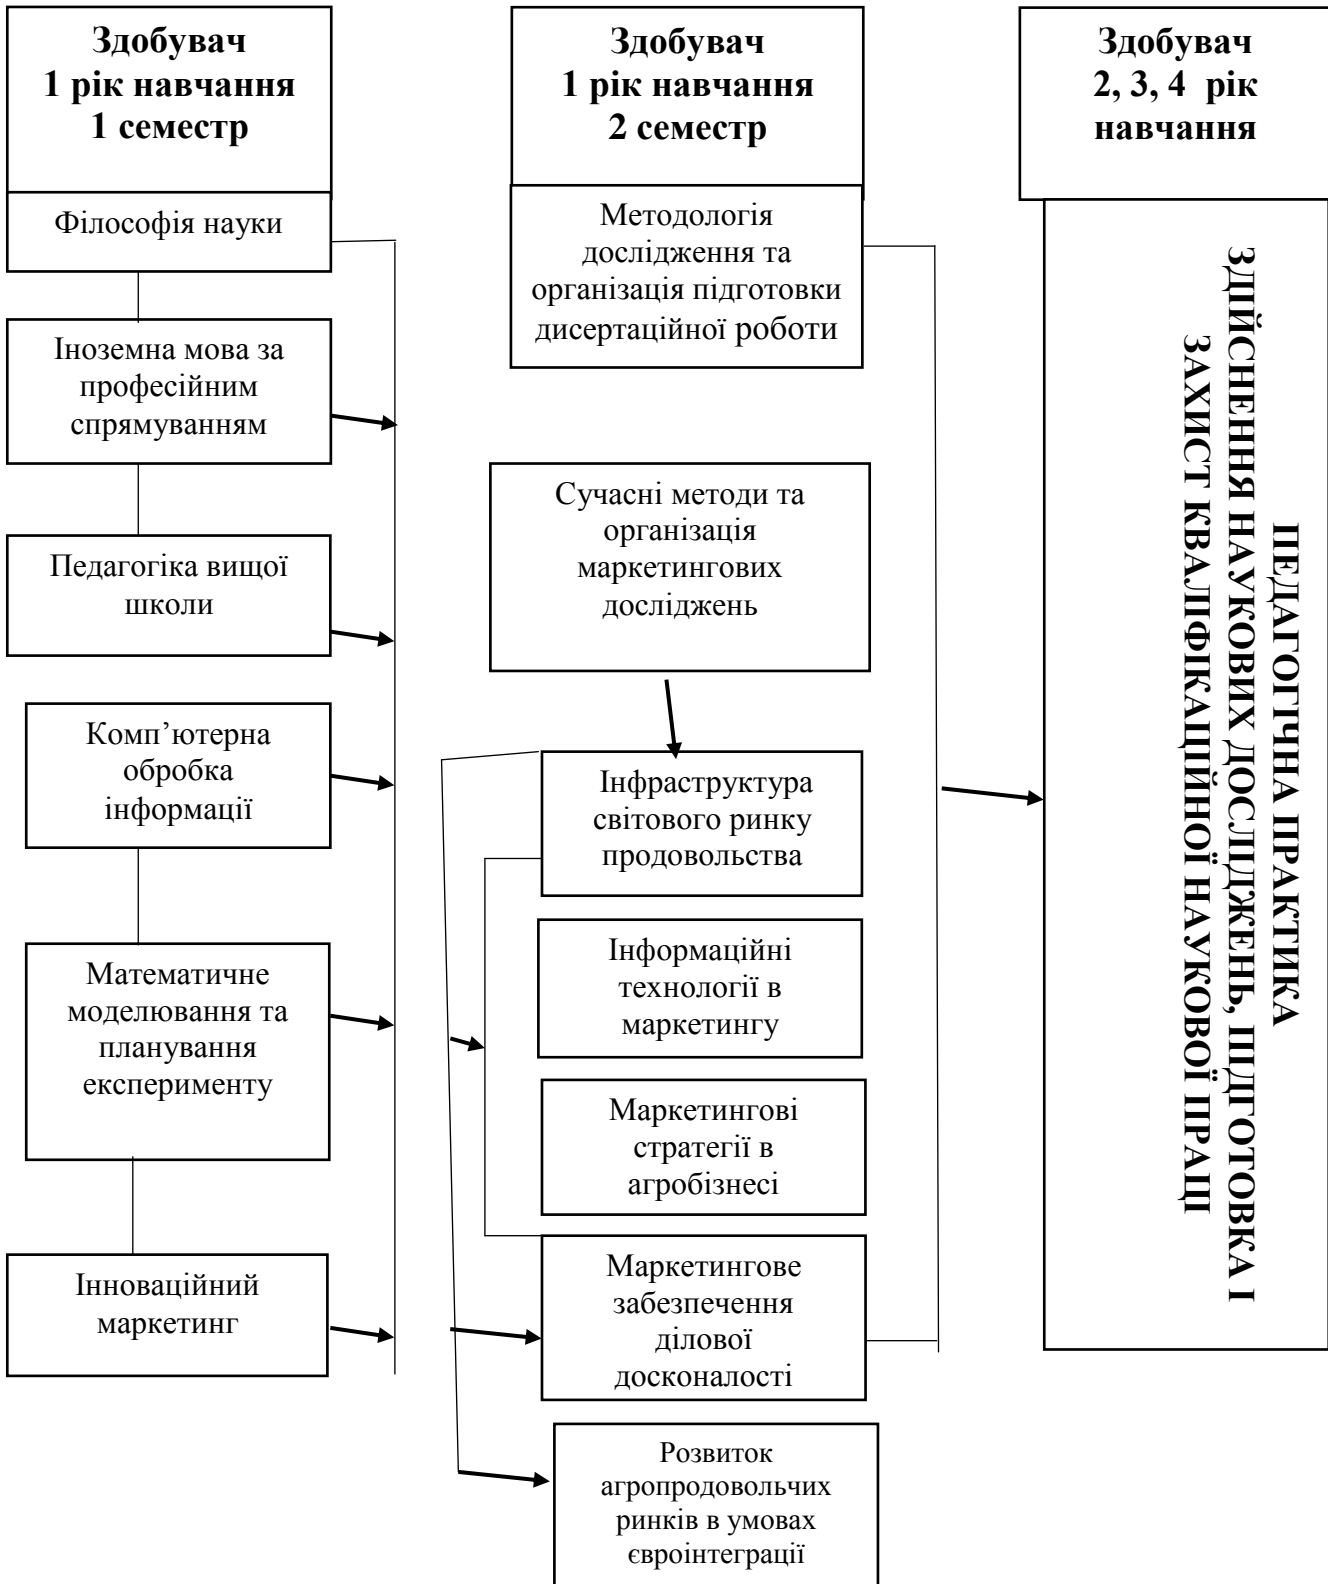 Здобувач
1 рік навчання
1 семестр
Філософія науки
Іноземна мова за
професійним
спрямуванням
Педагогіка вищої
школи
Комп’ютерна
обробка
інформації
Математичне
моделювання та
планування
експерименту
Інноваційний
маркетинг
Здобувач
1 рік навчання
2 семестр
Методологія
дослідження та
організація підготовки
дисертаційної роботи
Сучасні методи та
організація
маркетингових
досліджень
Інфраструктура
світового ринку
продовольства
Інформаційні
технології в
маркетингу
Маркетингові
стратегії в
агробізнесі
Маркетингове
забезпечення
ділової
досконалості
Розвиток
агропродовольчих
ринків в умовах
євроінтеграції
Здобувач
2, 3, 4 рік
навчання
ПЕДАГОГІЧНА ПРАКТИКА
ЗДІЙСНЕННЯ НАУКОВИХ ДОСЛІДЖЕНЬ, ПІДГОТОВКА І
ЗАХИСТ КВАЛІФІКАЦІЙНОЇ НАУКОВОЇ ПРАЦІ